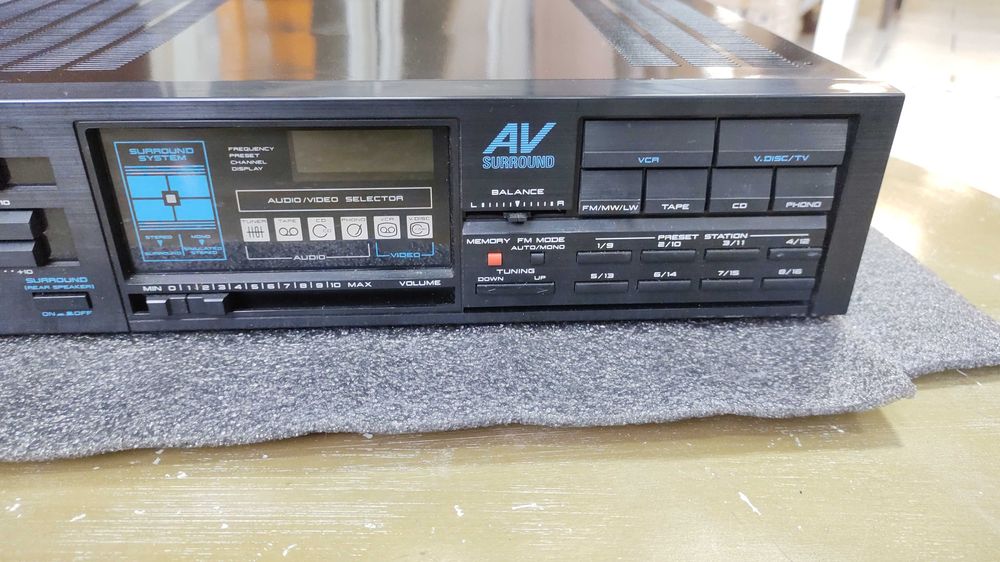 10
+10
SURROUND
(REAR SPEAKER)
ON OFF
SURROUND
SYSTEM
STEREO
SURROUND
MONO
SIMULATED
STEREO
FREQUENCY
PRESET
CHANNEL
DISPLAY
AUDIO/VIDEO SELECTOR
TUNER TAPE CD PHONO VCR V.DISC
AUDIO VIDEO
MIN 0 1 2 3 4 5 6 7 8 9 10 MAX VOLUME
AV
SURROUND
BALANCE
L R
VCR V.DISC/TV
FM/MW/LW TAPE CD PHONO
MEMORY FM MODE
AUTO/MONO
TUNING
DOWN UP
PRESET STATION
1/9 2/10 3/11 4/12
5/13 6/14 7/15 8/16